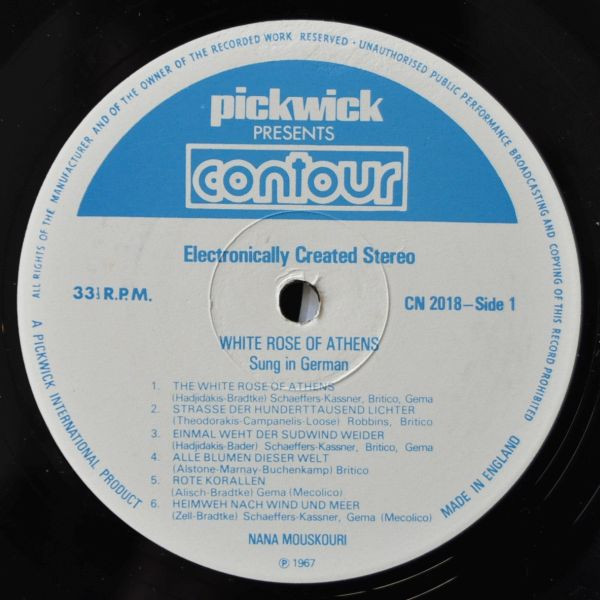 ALL RIGHTS OF THE MANUFACTURER AND OF THE OWNER OF THE RECORDED WORK RESERVED · UNAUTHORISED PUBLIC PERFORMANCE BROADCASTING AND COPYING OF THIS RECORD PROHIBITED
pickwick
PRESENTS
contour
Electronically Created Stereo
33⅓ R.P.M.
CN 2018-Side 1
WHITE ROSE OF ATHENS
Sung in German
1. THE WHITE ROSE OF ATHENS
(Hadjidakis-Bradtke) Schaeffers-Kassner, Britico, Gema
2. STRASSE DER HUNDERTTAUSEND LICHTER
(Theodorakis-Campanelis-Loose) Robbins, Britico
3. EINMAL WEHT DER SUDWIND WEIDER
(Hadjidakis-Bader) Schaeffers-Kassner, Britico, Gema
4. ALLE BLUMEN DIESER WELT
(Alstone-Marnay-Buchenkamp) Britico
5. ROTE KORALLEN
(Alisch-Bradtke) Gema (Mecolico)
6. HEIMWEH NACH WIND UND MEER
(Zell-Bradtke) Schaeffers-Kassner, Gema (Mecolico)
NANA MOUSKOURI
℗ 1967
A PICKWICK INTERNATIONAL PRODUCT
MADE IN ENGLAND